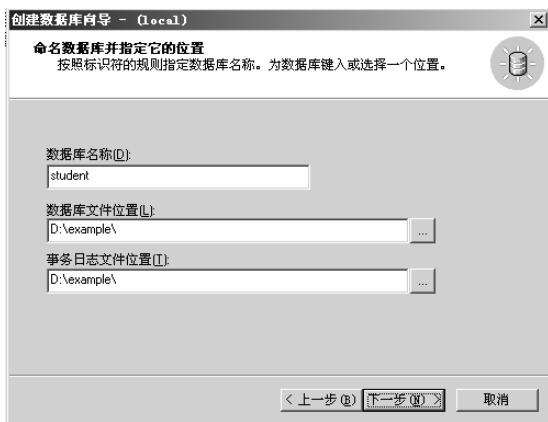 创建数据库向导 - (local)
命名数据库并指定它的位置
按照标识符的规则指定数据库名称。为数据库键入或选择一个位置。
数据库名称(D):
student
数据库文件位置(L):
D:\example\
...
事务日志文件位置(T):
D:\example\
...
< 上一步(B)
下一步(N) >
取消